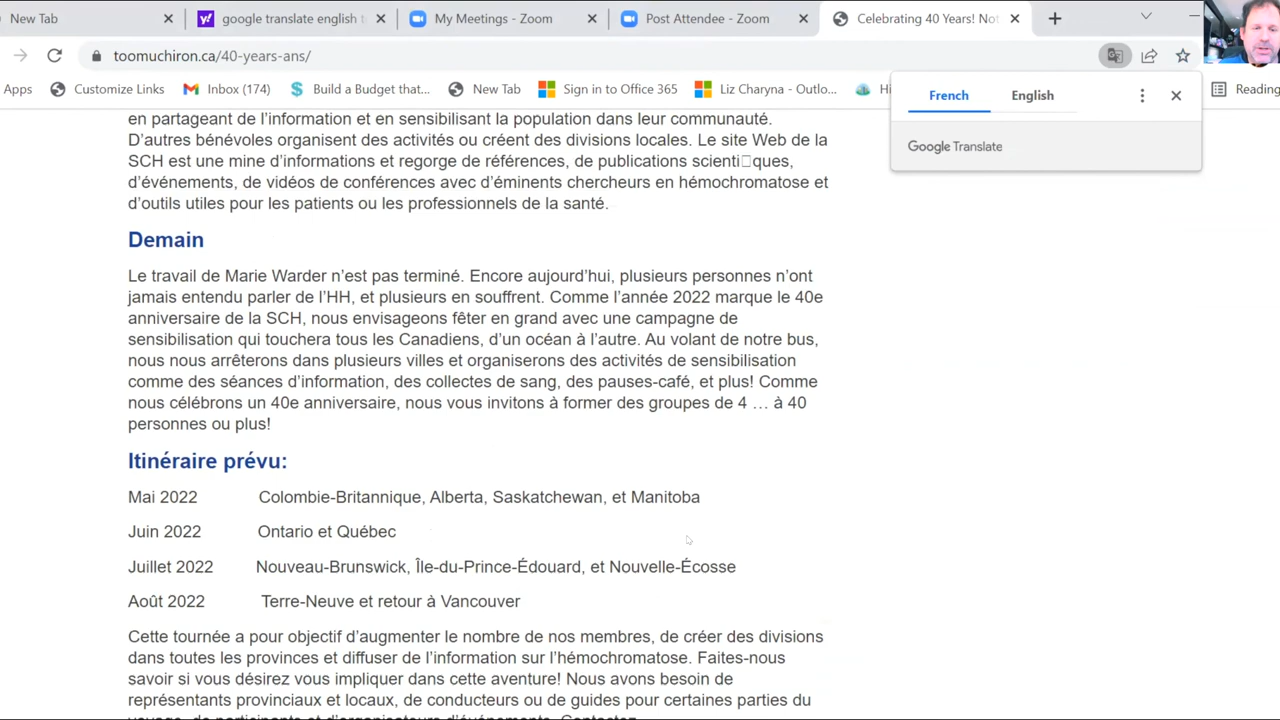 New Tab
google translate english t
My Meetings - Zoom
Post Attendee - Zoom
Celebrating 40 Years! Not
toomuchiron.ca/40-years-ans/
Apps
Customize Links
Inbox (174)
Build a Budget that...
New Tab
Sign in to Office 365
Liz Charyna - Outlo...
Hi
Reading
French English
Google Translate
en partageant de l’information et en sensibilisant la population dans leur communauté.
D’autres bénévoles organisent des activités ou créent des divisions locales. Le site Web de la
SCH est une mine d’informations et regorge de références, de publications scienti▯ques,
d’événements, de vidéos de conférences avec d’éminents chercheurs en hémochromatose et
d’outils utiles pour les patients ou les professionnels de la santé.
Demain
Le travail de Marie Warder n’est pas terminé. Encore aujourd’hui, plusieurs personnes n’ont
jamais entendu parler de l’HH, et plusieurs en souffrent. Comme l’année 2022 marque le 40e
anniversaire de la SCH, nous envisageons fêter en grand avec une campagne de
sensibilisation qui touchera tous les Canadiens, d’un océan à l’autre. Au volant de notre bus,
nous nous arrêterons dans plusieurs villes et organiserons des activités de sensibilisation
comme des séances d’information, des collectes de sang, des pauses-café, et plus! Comme
nous célébrons un 40e anniversaire, nous vous invitons à former des groupes de 4 … à 40
personnes ou plus!
Itinéraire prévu:
Mai 2022 Colombie-Britannique, Alberta, Saskatchewan, et Manitoba
Juin 2022 Ontario et Québec
Juillet 2022 Nouveau-Brunswick, Île-du-Prince-Édouard, et Nouvelle-Écosse
Août 2022 Terre-Neuve et retour à Vancouver
Cette tournée a pour objectif d’augmenter le nombre de nos membres, de créer des divisions
dans toutes les provinces et diffuser de l’information sur l’hémochromatose. Faites-nous
savoir si vous désirez vous impliquer dans cette aventure! Nous avons besoin de
représentants provinciaux et locaux, de conducteurs ou de guides pour certaines parties du
voyage, de participants et d’organisateurs d’événements. Contactez